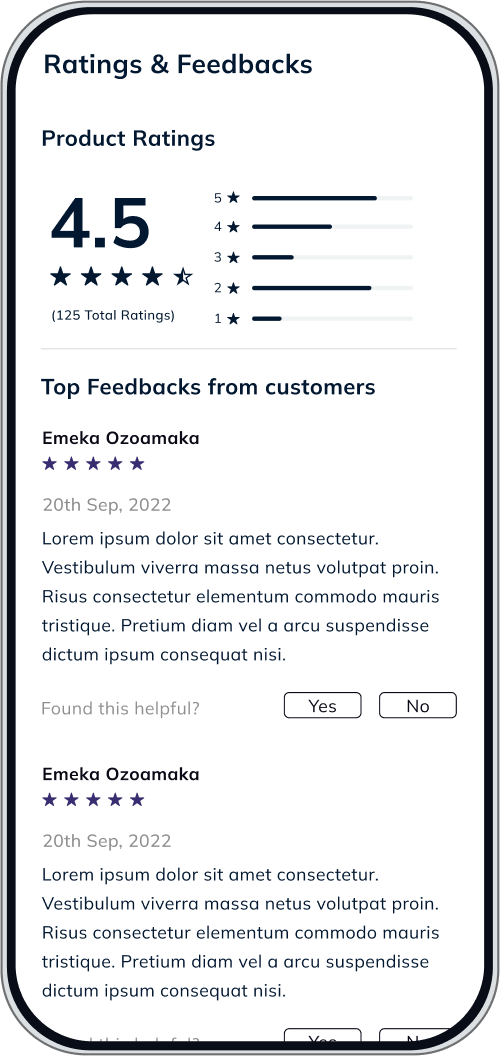 Ratings & Feedbacks
Product Ratings
4.5
(125 Total Ratings)
5
4
3
2
1
Top Feedbacks from customers
Emeka Ozoamaka
20th Sep, 2022
Lorem ipsum dolor sit amet consectetur.
Vestibulum viverra massa netus volutpat proin.
Risus consectetur elementum commodo mauris
tristique. Pretium diam vel a arcu suspendisse
dictum ipsum consequat nisi.
Found this helpful? Yes No
Emeka Ozoamaka
20th Sep, 2022
Lorem ipsum dolor sit amet consectetur.
Vestibulum viverra massa netus volutpat proin.
Risus consectetur elementum commodo mauris
tristique. Pretium diam vel a arcu suspendisse
dictum ipsum consequat nisi.
this helpful? Yes